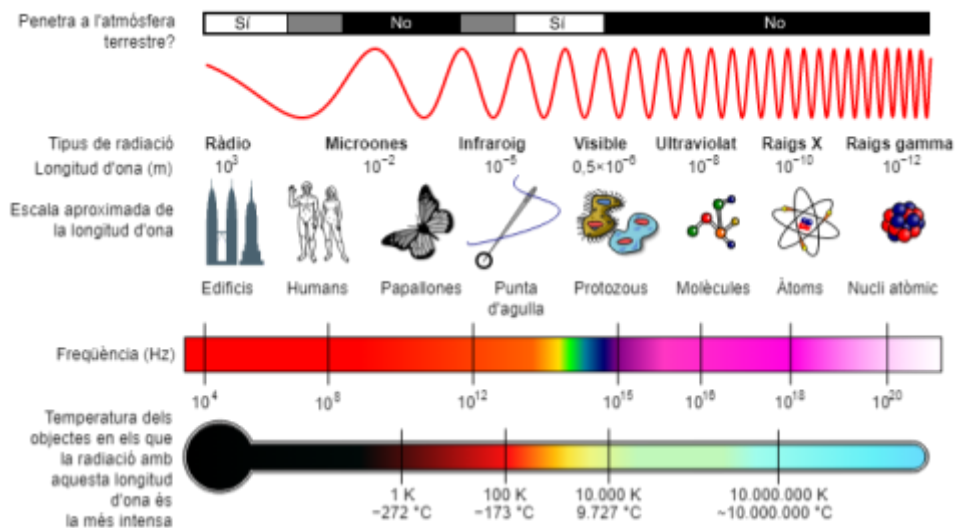 Penetra a l'atmósfera
terrestre?
Sí No Sí No
Tipus de radiació Ràdio Microones Infraroig Visible Ultraviolat Raigs X Raigs gamma
Longitud d'ona (m) 10³ 10⁻² 10⁻⁵ 0,5×10⁻⁶ 10⁻⁸ 10⁻¹⁰ 10⁻¹²
Escala aproximada de
la longitud d'ona
Edificis Humans Papallones Punta Protozous Molècules Àtoms Nucli atòmic
d'agulla
Freqüència (Hz)
10⁴ 10⁸ 10¹² 10¹⁵ 10¹⁶ 10¹⁸ 10²⁰
Temperatura dels
objectes en els que
la radiació amb
aquesta longitud
d'ona és
la més intensa
1 K 100 K 10.000 K 10.000.000 K
−272 °C −173 °C 9.727 °C ~10.000.000 °C